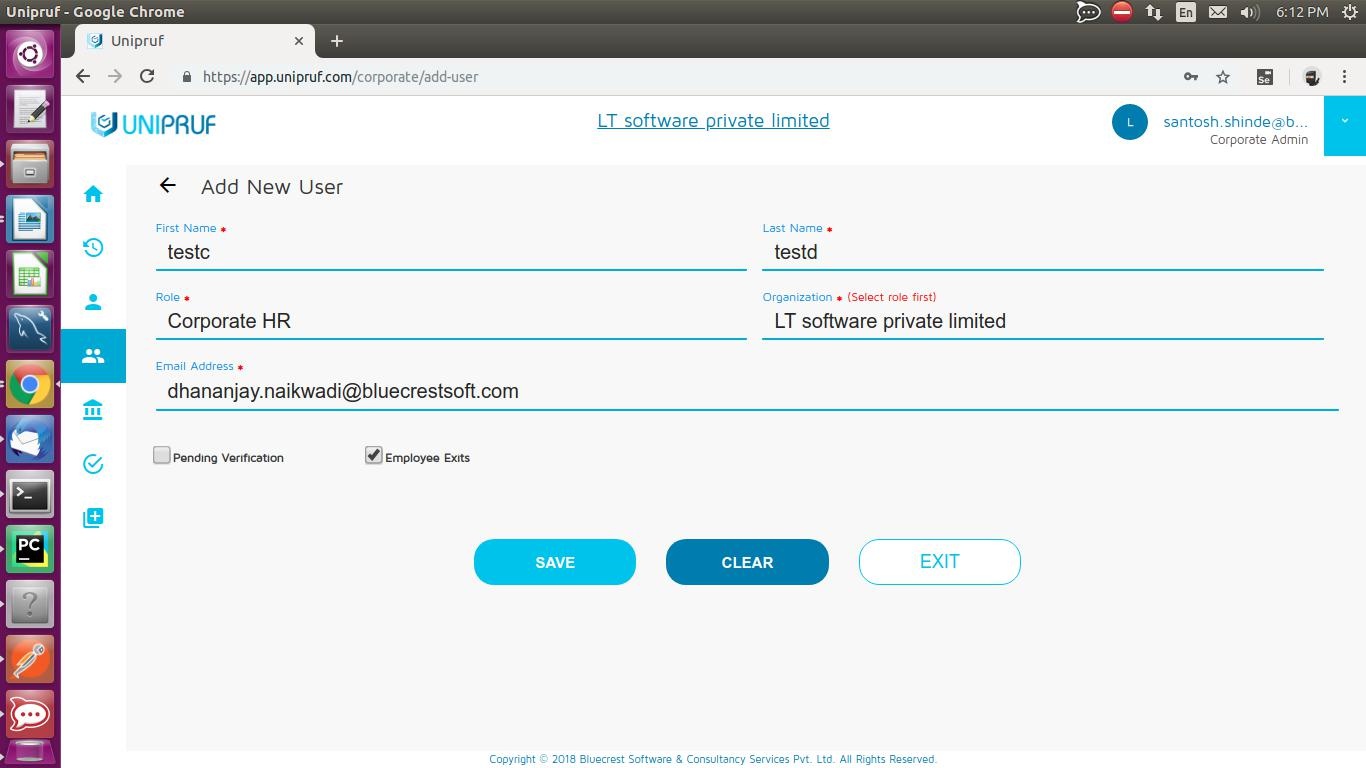 Unipruf - Google Chrome
En
6:12 PM
Unipruf
https://app.unipruf.com/corporate/add-user
Se
UNIPRUF
LT software private limited
L
santosh.shinde@b...
Corporate Admin
Add New User
First Name *
Last Name *
testc
testd
Role *
Organization * (Select role first)
Corporate HR
LT software private limited
Email Address *
dhananjay.naikwadi@bluecrestsoft.com
Pending Verification
Employee Exits
SAVE
CLEAR
EXIT
>_
PC
?
Copyright © 2018 Bluecrest Software & Consultancy Services Pvt. Ltd. All Rights Reserved.